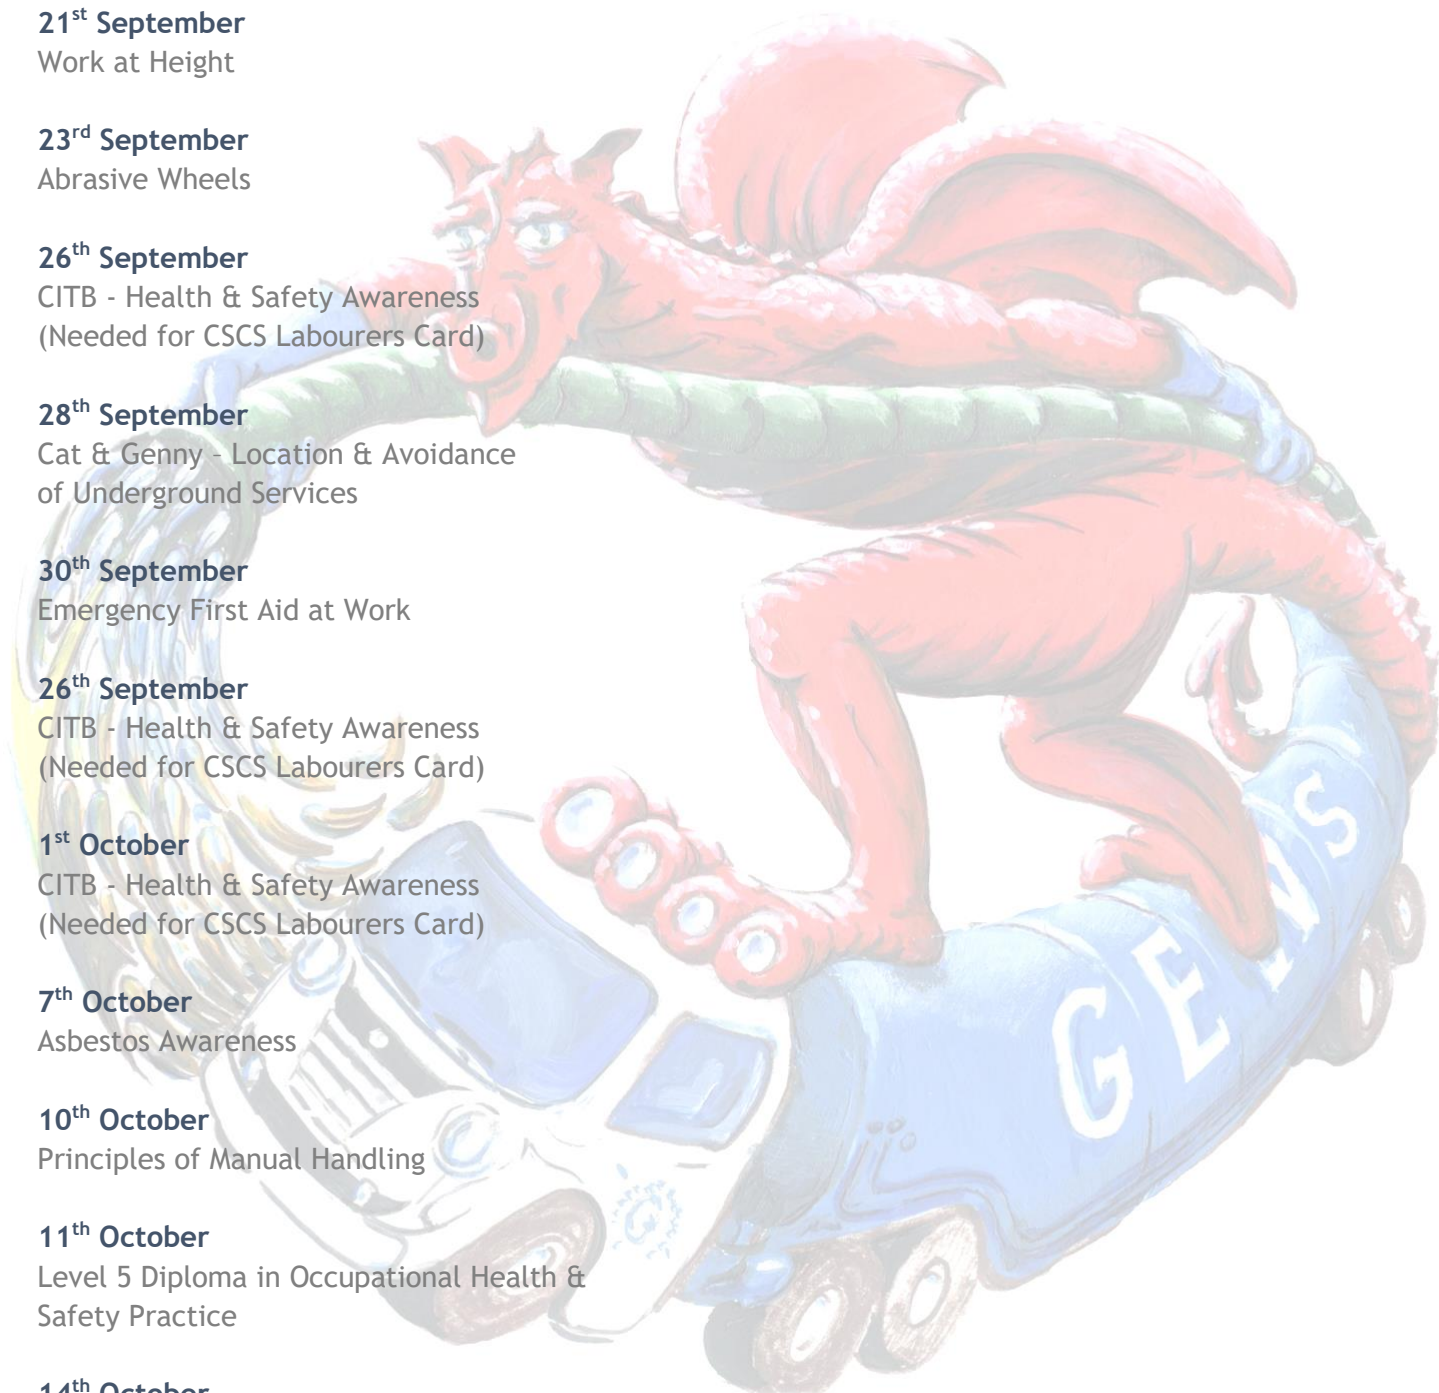 21st September
Work at Height
23rd September
Abrasive Wheels
26th September
CITB - Health & Safety Awareness
(Needed for CSCS Labourers Card)
28th September
Cat & Genny – Location & Avoidance
of Underground Services
30th September
Emergency First Aid at Work
26th September
CITB - Health & Safety Awareness
(Needed for CSCS Labourers Card)
1st October
CITB - Health & Safety Awareness
(Needed for CSCS Labourers Card)
7th October
Asbestos Awareness
10th October
Principles of Manual Handling
11th October
Level 5 Diploma in Occupational Health &
Safety Practice
14th October
GEMS